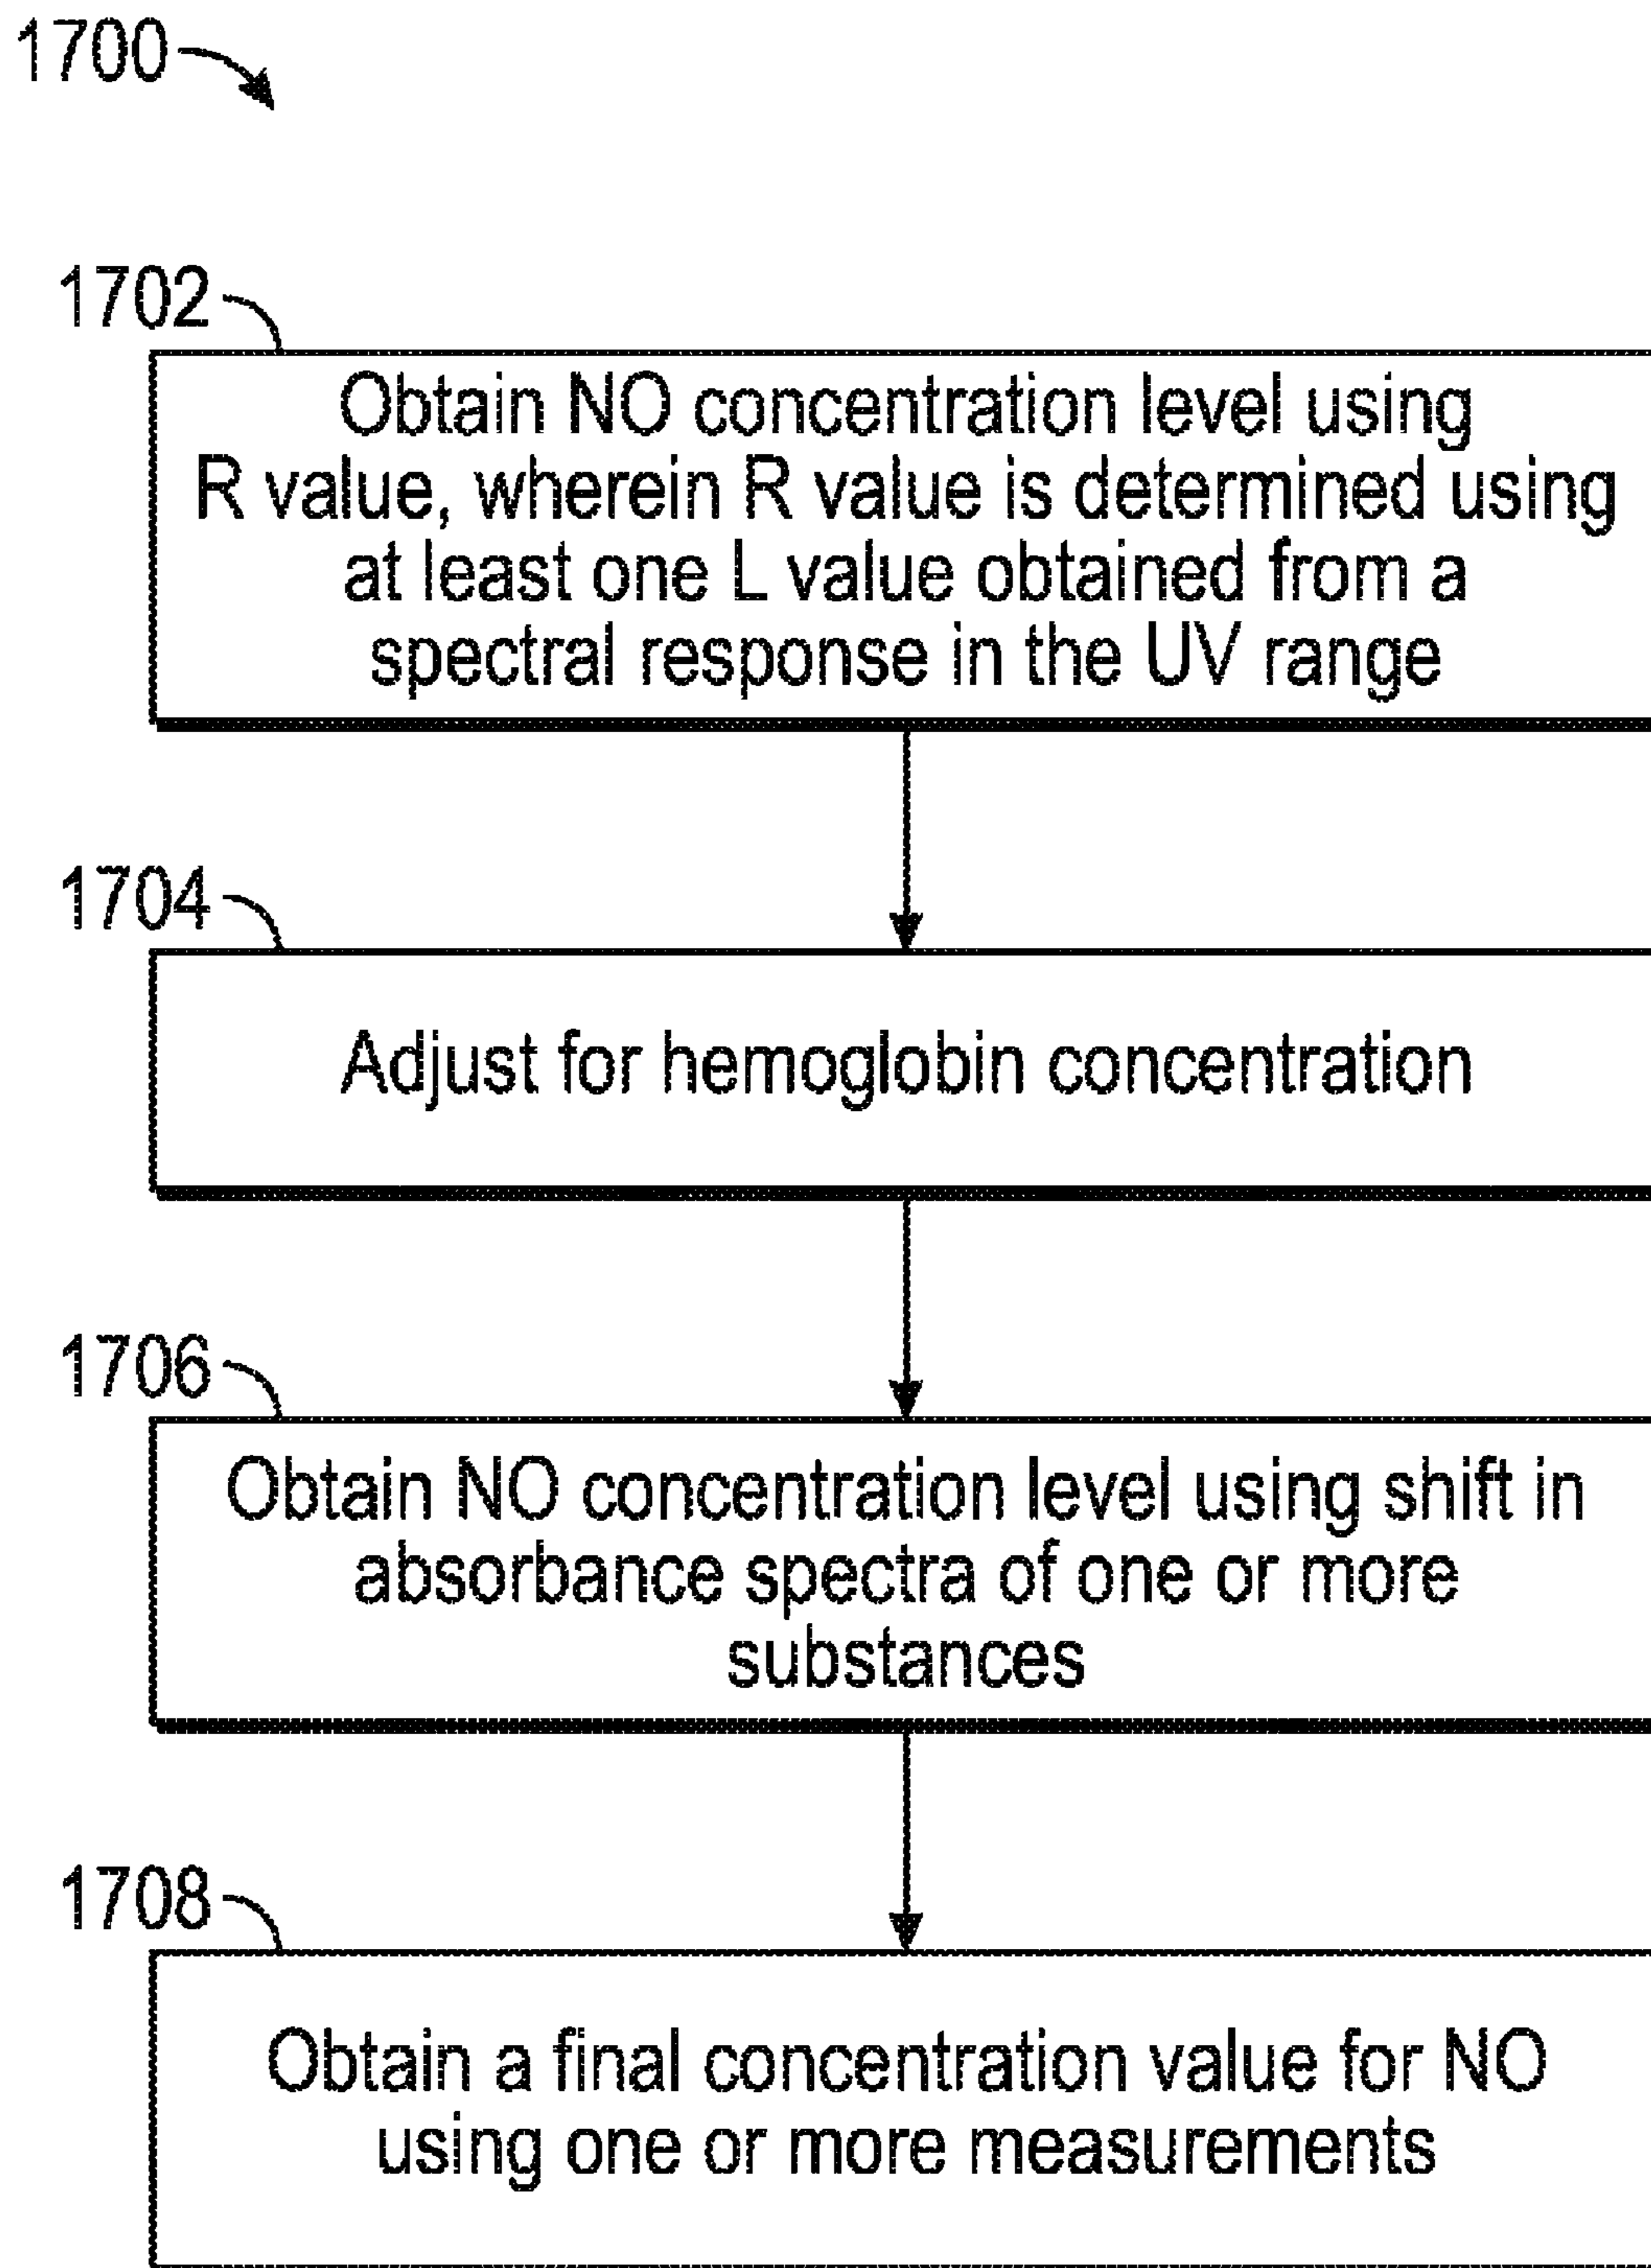 1700
1702
Obtain NO concentration level using
R value, wherein R value is determined using
at least one L value obtained from a
spectral response in the UV range
1704
Adjust for hemoglobin concentration
1706
Obtain NO concentration level using shift in
absorbance spectra of one or more
substances
1708
Obtain a final concentration value for NO
using one or more measurements